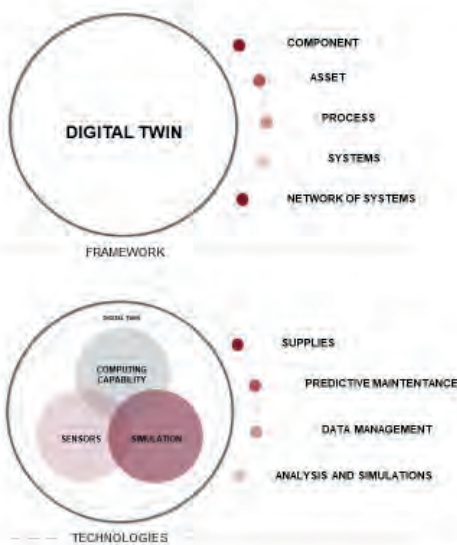 DIGITAL TWIN
COMPONENT
ASSET
PROCESS
SYSTEMS
NETWORK OF SYSTEMS
FRAMEWORK
DIGITAL TWIN
COMPUTING
CAPABILITY
SENSORS
SIMULATION
SUPPLIES
PREDICTIVE MAINTENTANCE
DATA MANAGEMENT
ANALYSIS AND SIMULATIONS
TECHNOLOGIES